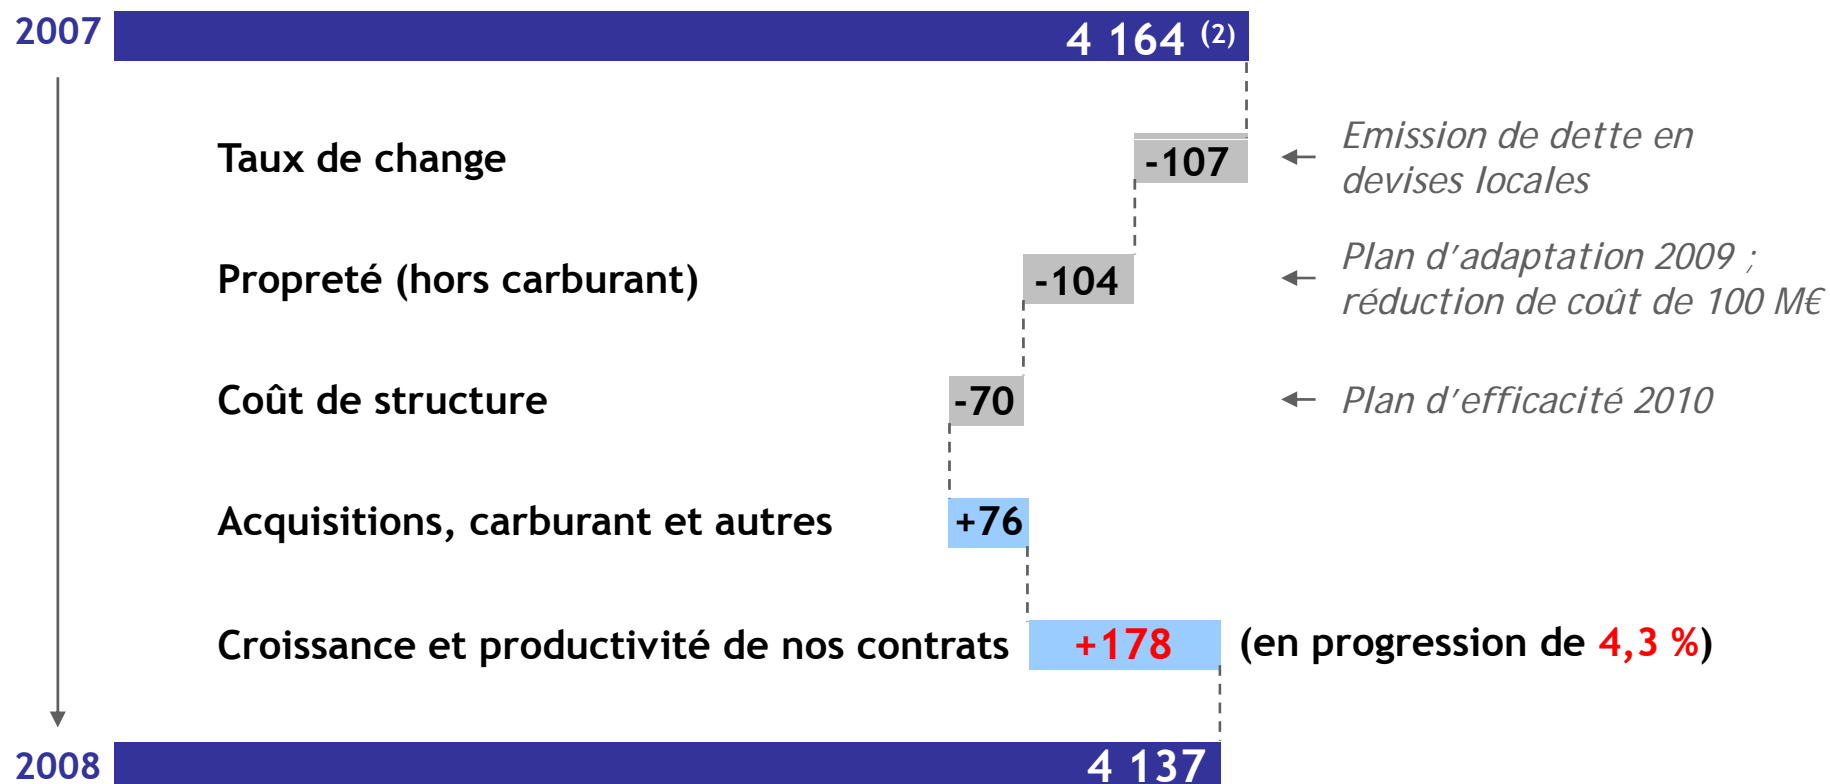 2007
4 164 (2)
Taux de change
-107
Emission de dette en
devises locales
Propreté (hors carburant)
-104
Plan d’adaptation 2009 ;
réduction de coût de 100 M€
Coût de structure
-70
Plan d’efficacité 2010
Acquisitions, carburant et autres
+76
Croissance et productivité de nos contrats
+178
(en progression de 4,3 %)
2008
4 137